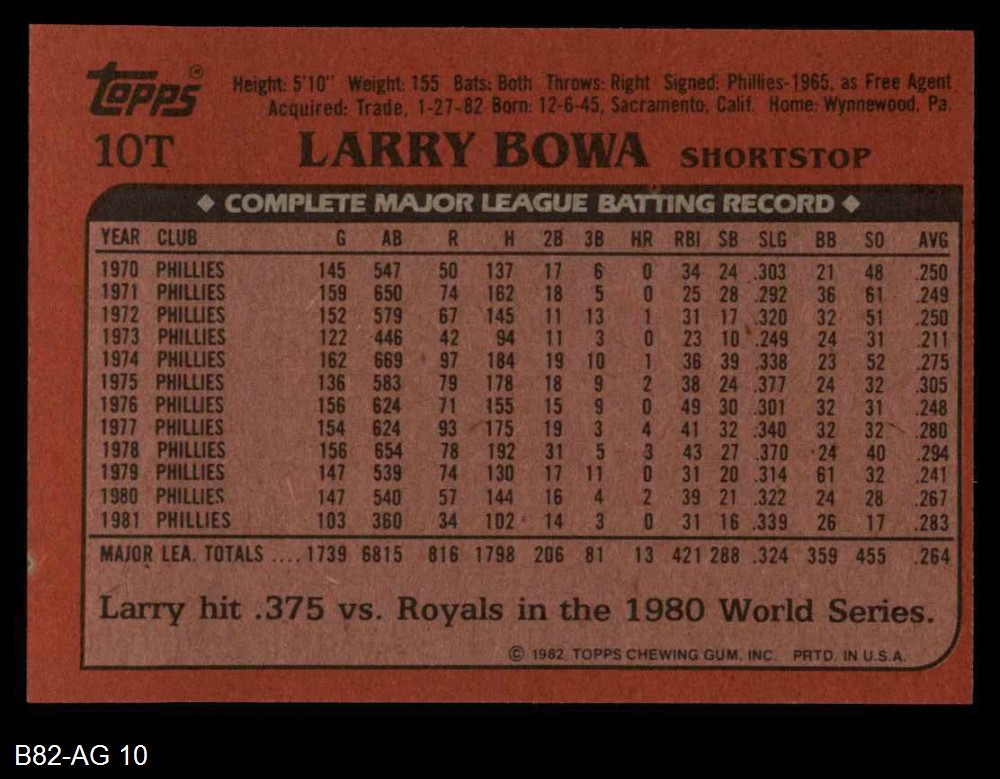 Topps®
Height: 5'10" Weight: 155 Bats: Both Throws: Right Signed: Phillies-1965, as Free Agent
Acquired: Trade, 1-27-82 Born: 12-6-45, Sacramento, Calif. Home: Wynnewood, Pa.
10T LARRY BOWA SHORTSTOP
◆ COMPLETE MAJOR LEAGUE BATTING RECORD ◆
YEAR CLUB G AB R H 2B 3B HR RBI SB SLG BB SO AVG
1970 PHILLIES 145 547 50 137 17 6 0 34 24 .303 21 48 .250
1971 PHILLIES 159 650 74 162 18 5 0 25 28 .292 36 61 .249
1972 PHILLIES 152 579 67 145 11 13 1 31 17 .320 32 51 .250
1973 PHILLIES 122 446 42 94 11 3 0 23 10 .249 24 31 .211
1974 PHILLIES 162 669 97 184 19 10 1 36 39 .338 23 52 .275
1975 PHILLIES 136 583 79 178 18 9 2 38 24 .377 24 32 .305
1976 PHILLIES 156 624 71 155 15 9 0 49 30 .301 32 31 .248
1977 PHILLIES 154 624 93 175 19 3 4 41 32 .340 32 32 .280
1978 PHILLIES 156 654 78 192 31 5 3 43 27 .370 24 40 .294
1979 PHILLIES 147 539 74 130 17 11 0 31 20 .314 61 32 .241
1980 PHILLIES 147 540 57 144 16 4 2 39 21 .322 24 28 .267
1981 PHILLIES 103 360 34 102 14 3 0 31 16 .339 26 17 .283
MAJOR LEA. TOTALS ....1739 6815 816 1798 206 81 13 421 288 .324 359 455 .264
Larry hit .375 vs. Royals in the 1980 World Series.
© 1982 TOPPS CHEWING GUM, INC. PRTD. IN U.S.A.
B82-AG 10